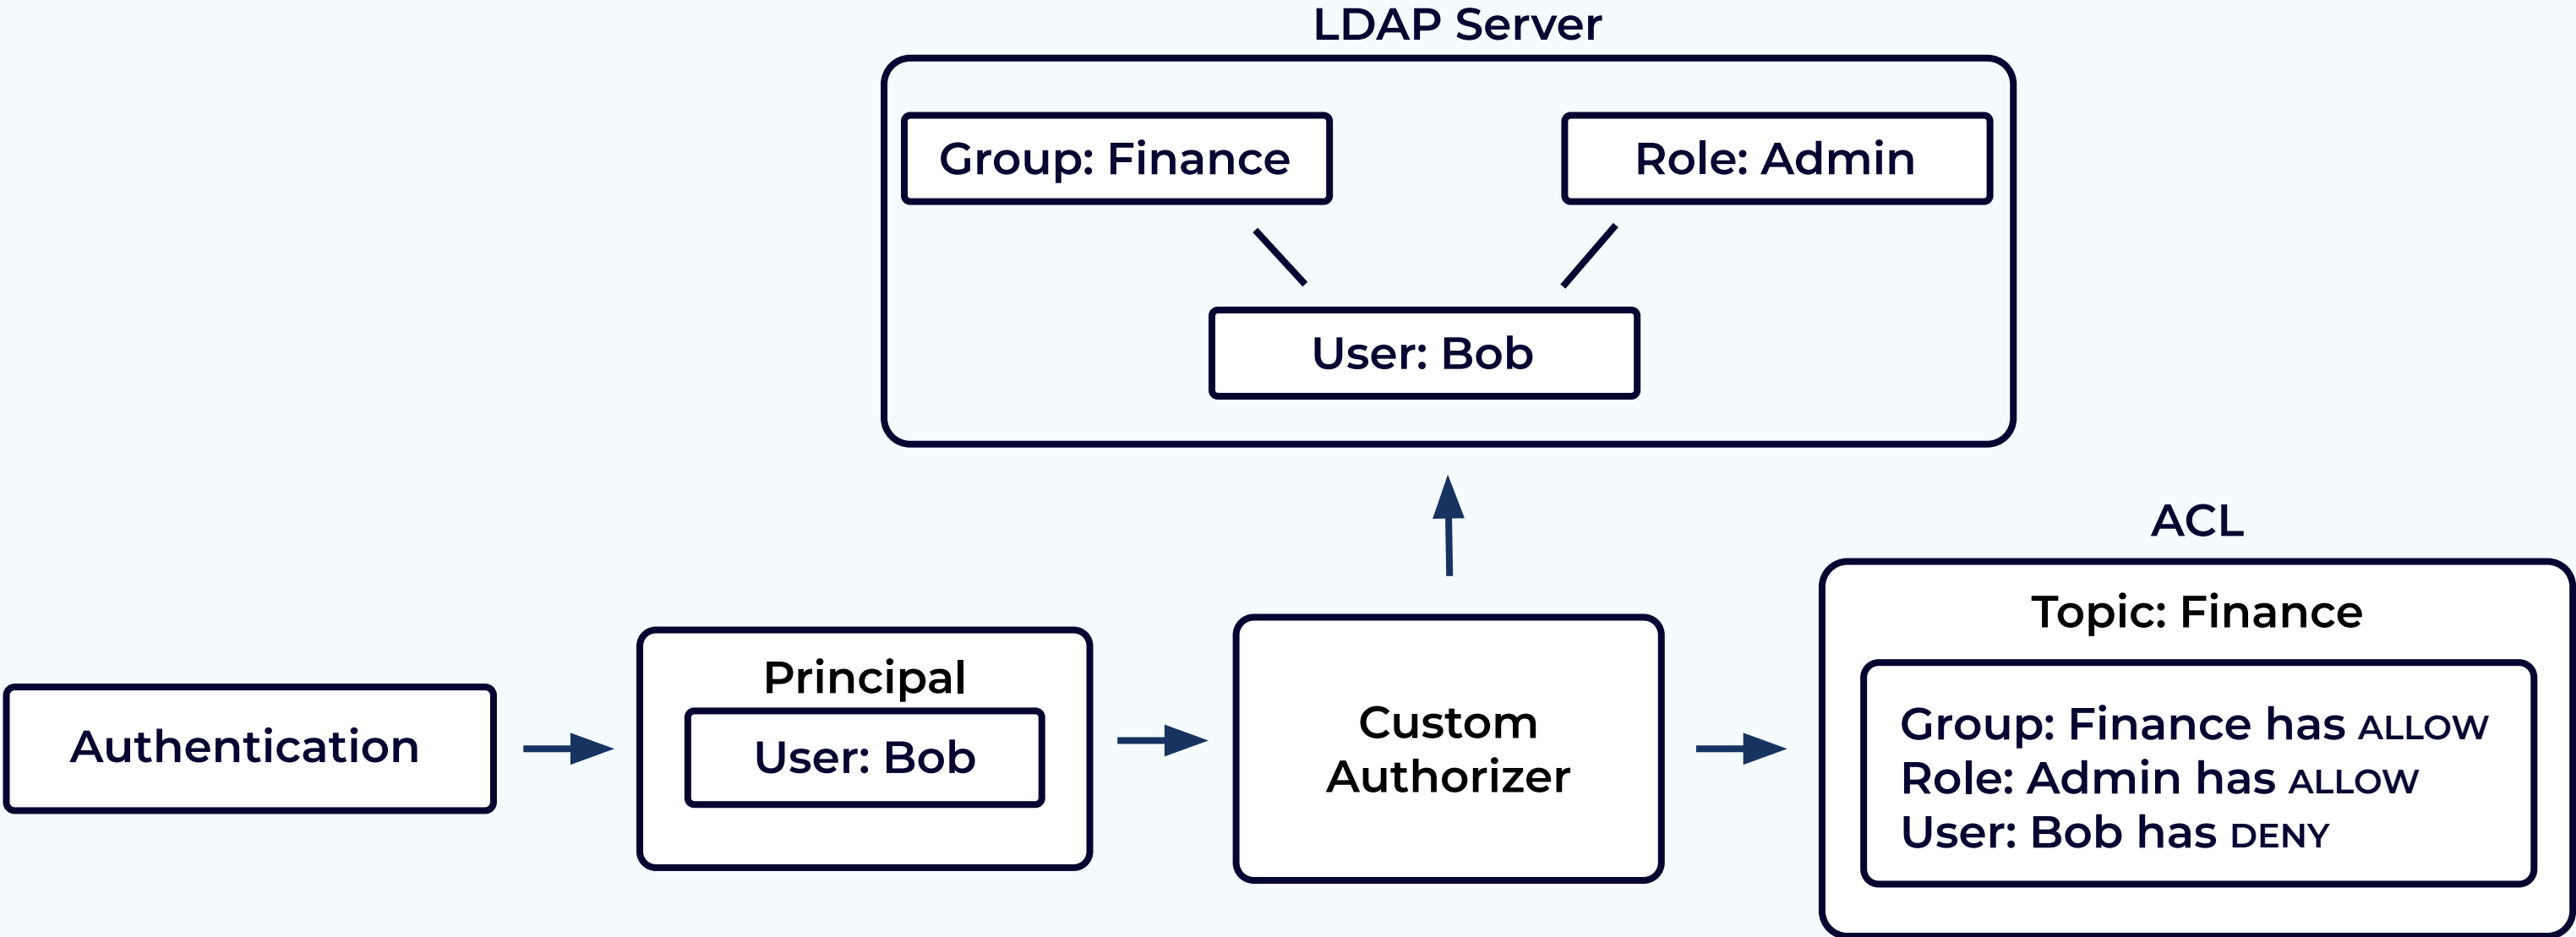 LDAP Server
Group: Finance
Role: Admin
User: Bob
Authentication
Principal
User: Bob
Custom
Authorizer
ACL
Topic: Finance
Group: Finance has ALLOW
Role: Admin has ALLOW
User: Bob has DENY